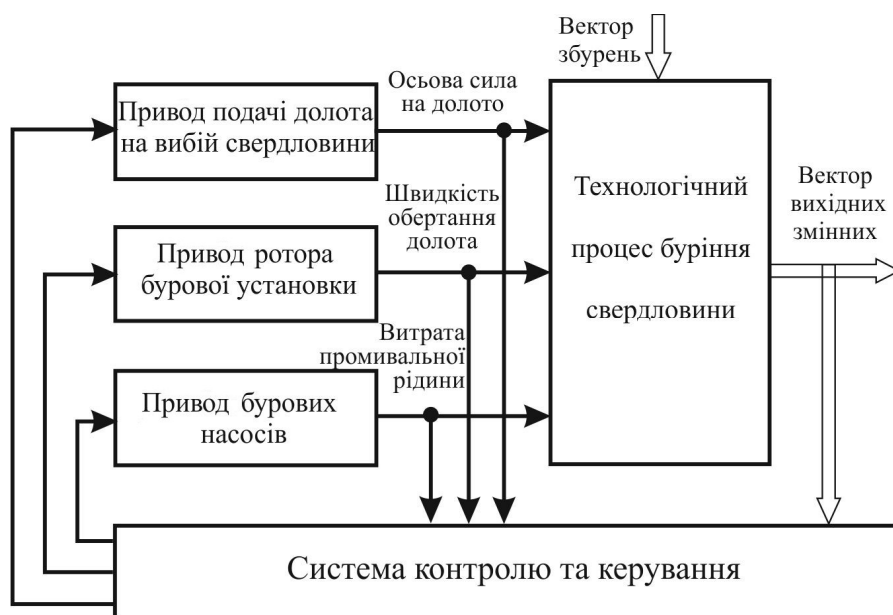 Вектор
збурень
Привод подачі долота
на вибій свердловини
Осьова сила
на долото
Швидкість
обертання
долота
Привод ротора
бурової установки
Витрата
промивальної
рідини
Привод бурових
насосів
Технологічний
процес буріння
свердловини
Вектор
вихідних
змінних
Система контролю та керування